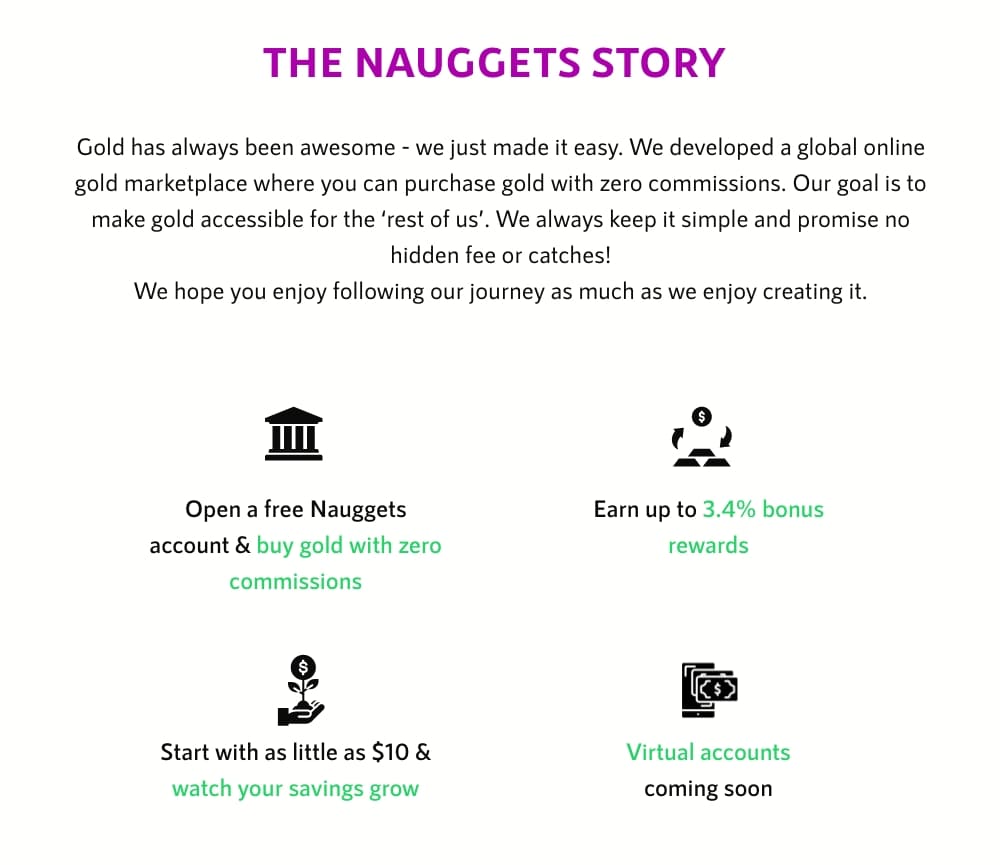 THE NAUGGETS STORY
Gold has always been awesome - we just made it easy. We developed a global online
gold marketplace where you can purchase gold with zero commissions. Our goal is to
make gold accessible for the ‘rest of us’. We always keep it simple and promise no
hidden fee or catches!
We hope you enjoy following our journey as much as we enjoy creating it.
Open a free Nauggets
account & buy gold with zero
commissions
Earn up to 3.4% bonus
rewards
Start with as little as $10 &
watch your savings grow
Virtual accounts
coming soon